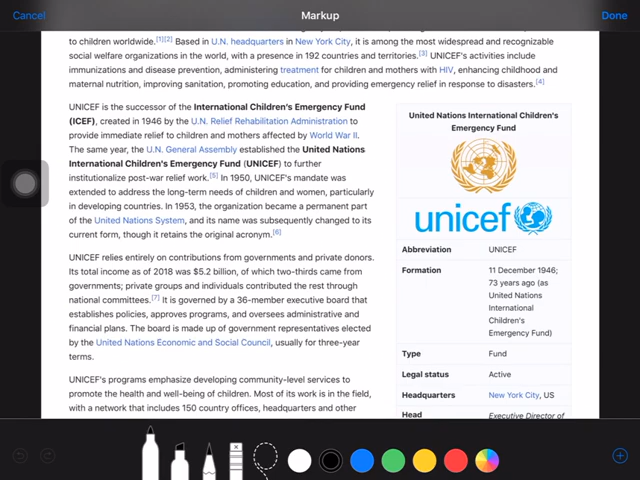 Cancel
Markup
Done
to children worldwide.[1][2] Based in U.N. headquarters in New York City, it is among the most widespread and recognizable
social welfare organizations in the world, with a presence in 192 countries and territories.[3] UNICEF's activities include
immunizations and disease prevention, administering treatment for children and mothers with HIV, enhancing childhood and
maternal nutrition, improving sanitation, promoting education, and providing emergency relief in response to disasters.[4]
UNICEF is the successor of the International Children's Emergency Fund
(ICEF), created in 1946 by the U.N. Relief Rehabilitation Administration to
provide immediate relief to children and mothers affected by World War II.
The same year, the U.N. General Assembly established the United Nations
International Children's Emergency Fund (UNICEF) to further
institutionalize post-war relief work.[5] In 1950, UNICEF's mandate was
extended to address the long-term needs of children and women, particularly
in developing countries. In 1953, the organization became a permanent part
of the United Nations System, and its name was subsequently changed to its
current form, though it retains the original acronym.[6]
UNICEF relies entirely on contributions from governments and private donors.
Its total income as of 2018 was $5.2 billion, of which two-thirds came from
governments; private groups and individuals contributed the rest through
national committees.[7] It is governed by a 36-member executive board that
establishes policies, approves programs, and oversees administrative and
financial plans. The board is made up of government representatives elected
by the United Nations Economic and Social Council, usually for three-year
terms.
UNICEF's programs emphasize developing community-level services to
promote the health and well-being of children. Most of its work is in the field,
with a network that includes 150 country offices, headquarters and other
United Nations International Children's
Emergency Fund
unicef
Abbreviation UNICEF
Formation 11 December 1946;
73 years ago (as
United Nations
International
Children's
Emergency Fund)
Type Fund
Legal status Active
Headquarters New York City, US
Head Executive Director of